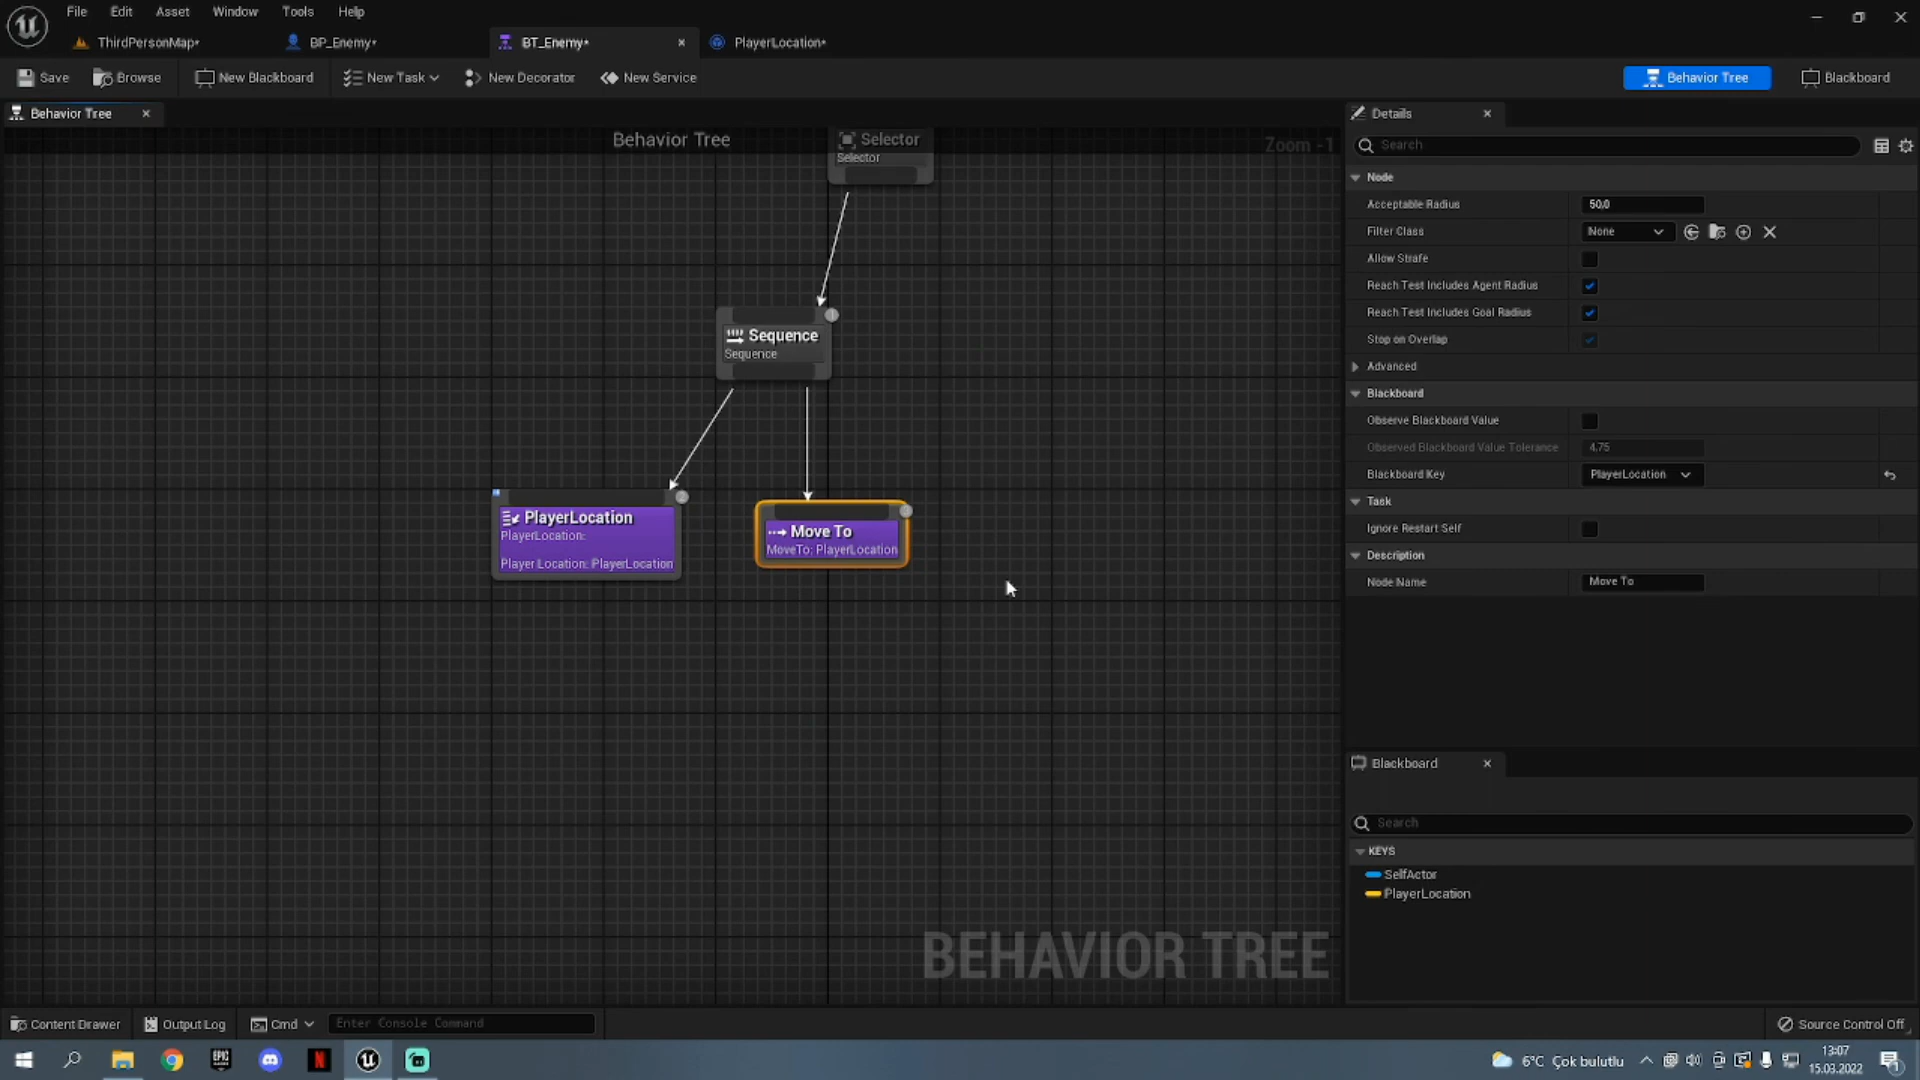 File Edit Asset Window Tools Help
ThirdPersonMap* BP_Enemy* BT_Enemy* PlayerLocation*
Save Browse New Blackboard New Task New Decorator New Service Behavior Tree Blackboard
Behavior Tree
Behavior Tree
Zoom -1
Selector
Selector
Sequence
Sequence
PlayerLocation
PlayerLocation:
Player Location: PlayerLocation
Move To
MoveTo: PlayerLocation
BEHAVIOR TREE
Details
Search
Node
Acceptable Radius 50,0
Filter Class None
Allow Strafe
Reach Test Includes Agent Radius
Reach Test Includes Goal Radius
Stop on Overlap
Advanced
Blackboard
Observe Blackboard Value
Observed Blackboard Value Tolerance 4.75
Blackboard Key PlayerLocation
Task
Ignore Restart Self
Description
Node Name Move To
Blackboard
Search
KEYS
SelfActor
PlayerLocation
Content Drawer Output Log Cmd Enter Console Command Source Control Off
6°C Çok bulutlu
13:07
15.03.2022
1